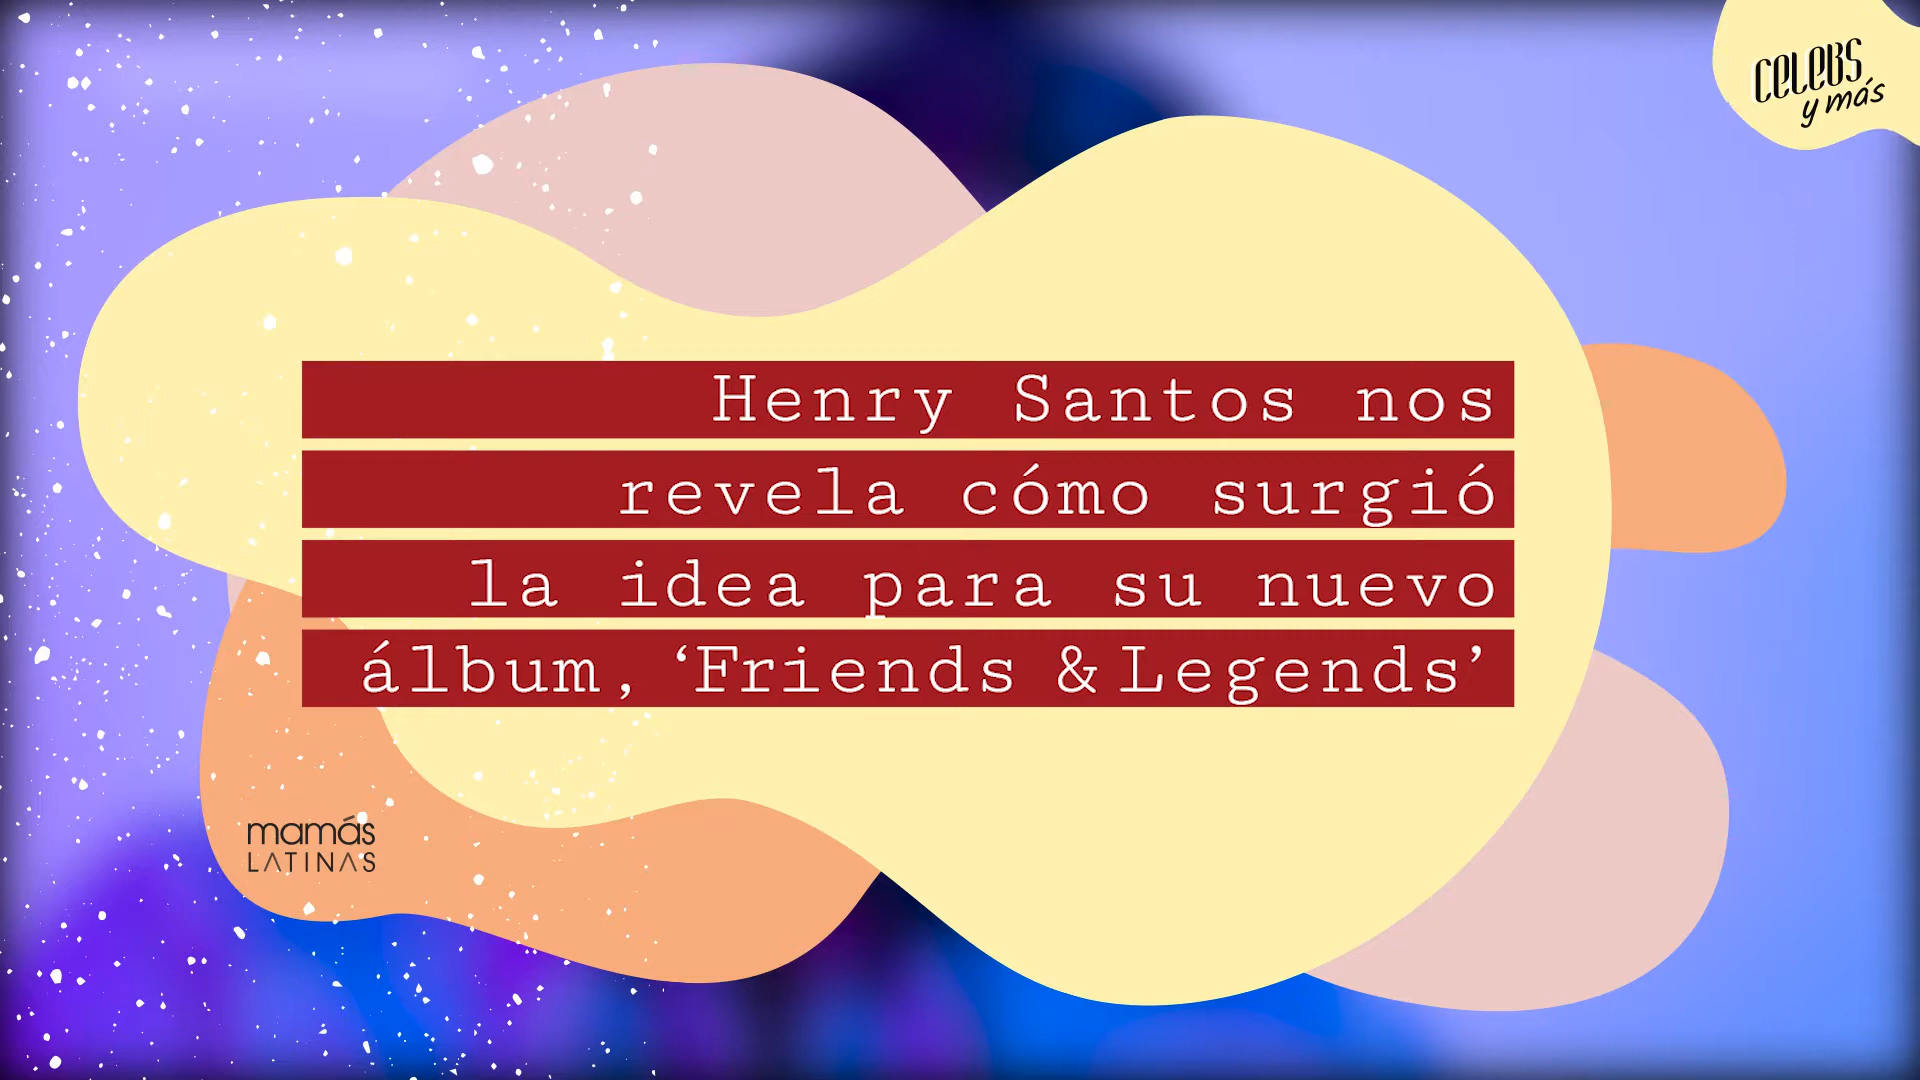 CELEBS
y más
Henry Santos nos
revela cómo surgió
la idea para su nuevo
álbum, ‘Friends & Legends’
mamás
LATINAS